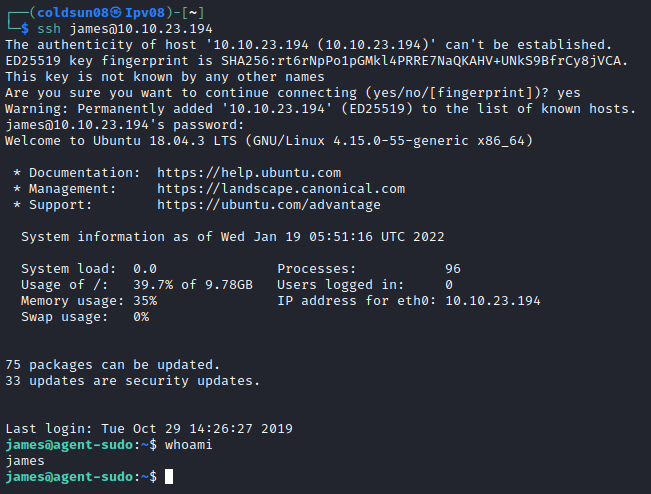 ┌──(coldsun08㉿Ipv08)-[~]
└─$ ssh james@10.10.23.194
The authenticity of host '10.10.23.194 (10.10.23.194)' can't be established.
ED25519 key fingerprint is SHA256:rt6rNpPo1pGMkl4PRRE7NaQKAHV+UNkS9BfrCy8jVCA.
This key is not known by any other names
Are you sure you want to continue connecting (yes/no/[fingerprint])? yes
Warning: Permanently added '10.10.23.194' (ED25519) to the list of known hosts.
james@10.10.23.194's password:
Welcome to Ubuntu 18.04.3 LTS (GNU/Linux 4.15.0-55-generic x86_64)
* Documentation:  https://help.ubuntu.com
* Management:     https://landscape.canonical.com
* Support:        https://ubuntu.com/advantage
System information as of Wed Jan 19 05:51:16 UTC 2022
System load:  0.0               Processes:           96
Usage of /:   39.7% of 9.78GB   Users logged in:     0
Memory usage: 35%               IP address for eth0: 10.10.23.194
Swap usage:   0%
75 packages can be updated.
33 updates are security updates.
Last login: Tue Oct 29 14:26:27 2019
james@agent-sudo:~$ whoami
james
james@agent-sudo:~$